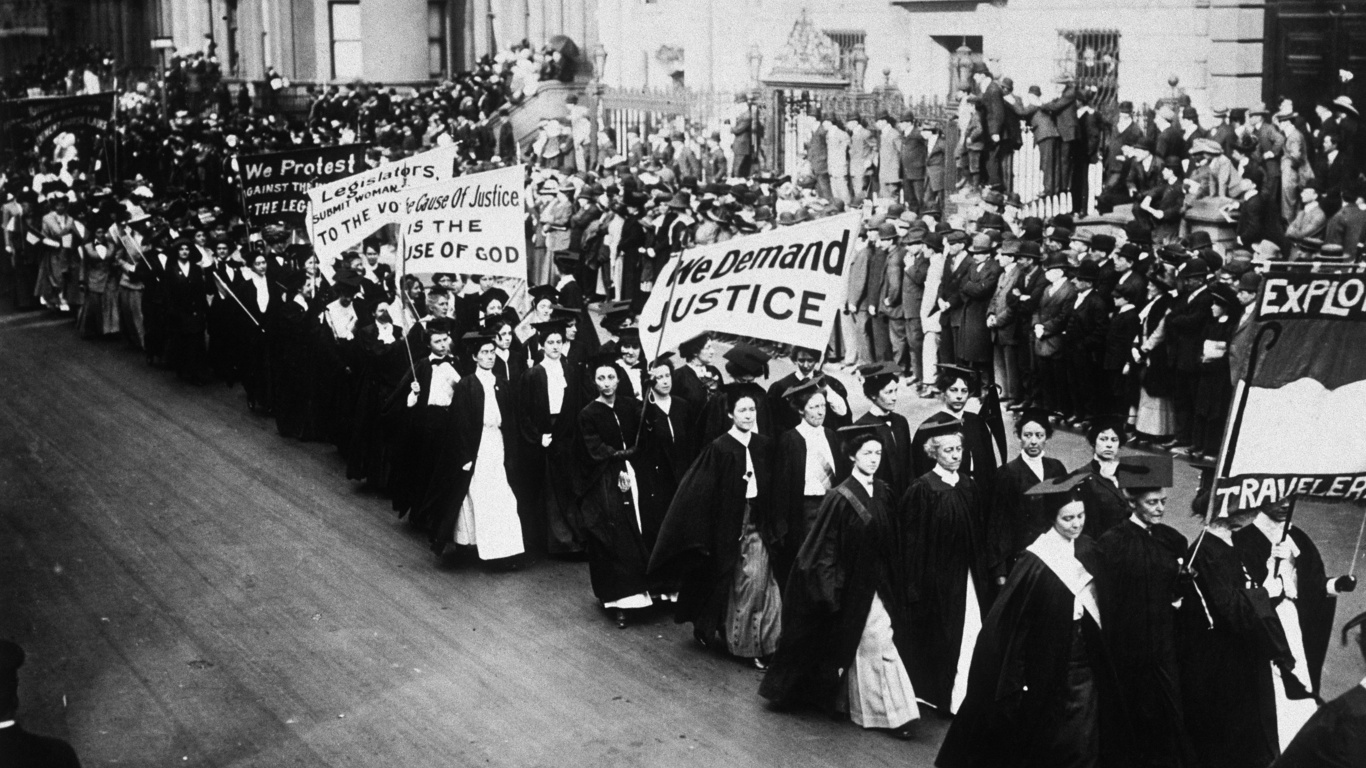 We Protest
AGAINST THE
"THE LEG
Legislators,
SUBMIT WOMAN
TO THE VO
e Cause Of Justice
IS THE
USE OF GOD
We Demand
JUSTICE
EXPLO
TRAVELER